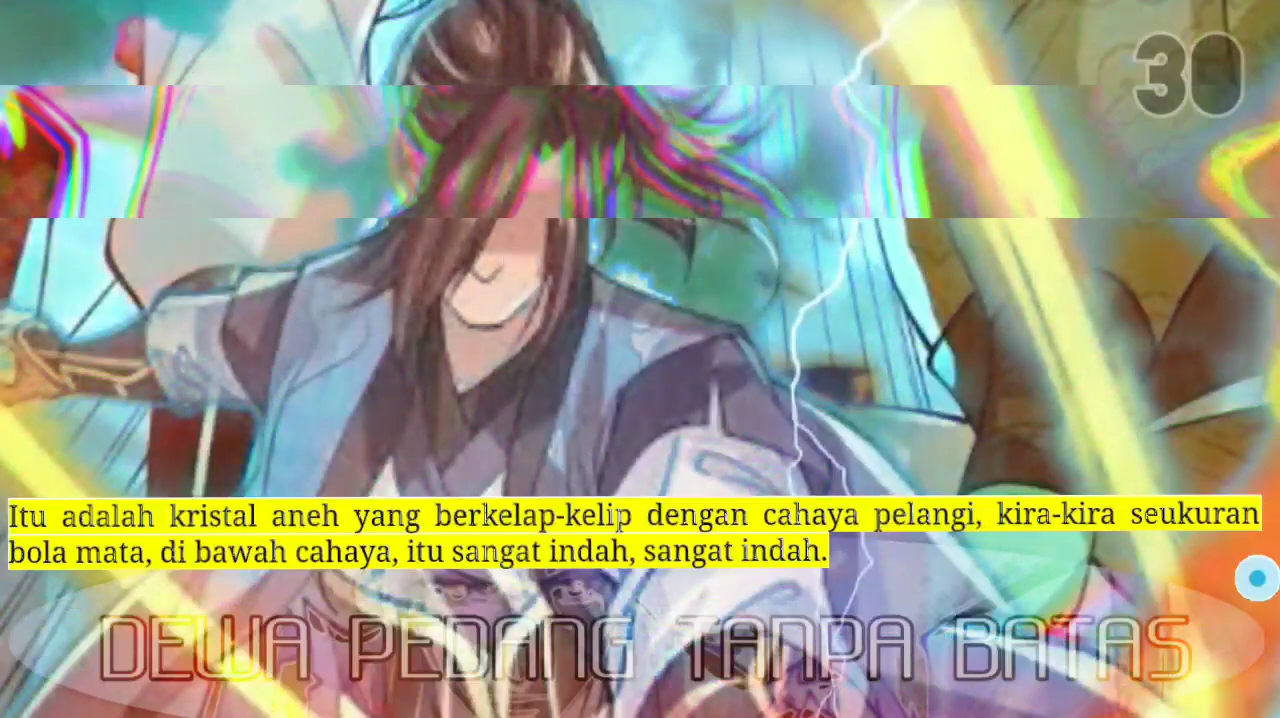 30
Itu adalah kristal aneh yang berkelap-kelip dengan cahaya pelangi, kira-kira seukuran
bola mata, di bawah cahaya, itu sangat indah, sangat indah.
DEWA PEDANG TANPA BATAS